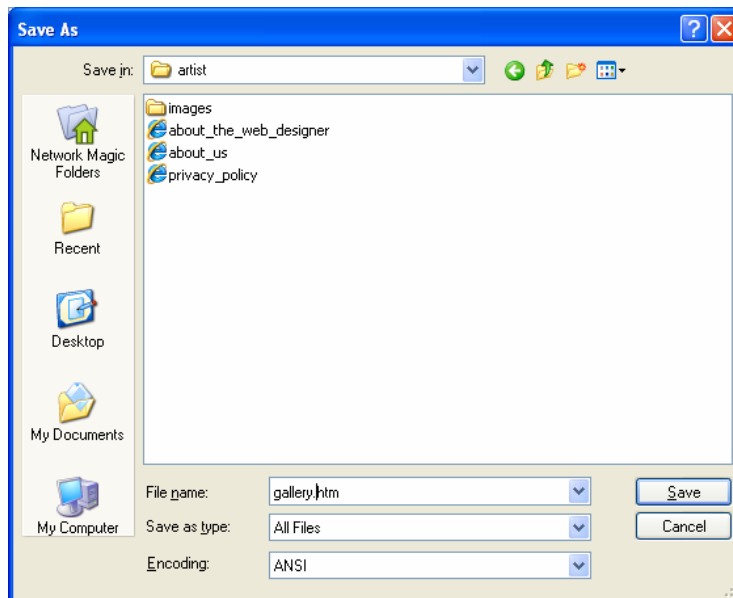 Save As
Save in: artist
images
about_the_web_designer
about_us
privacy_policy
Network Magic
Folders
Recent
Desktop
My Documents
My Computer
File name: gallery.htm Save
Save as type: All Files Cancel
Encoding: ANSI